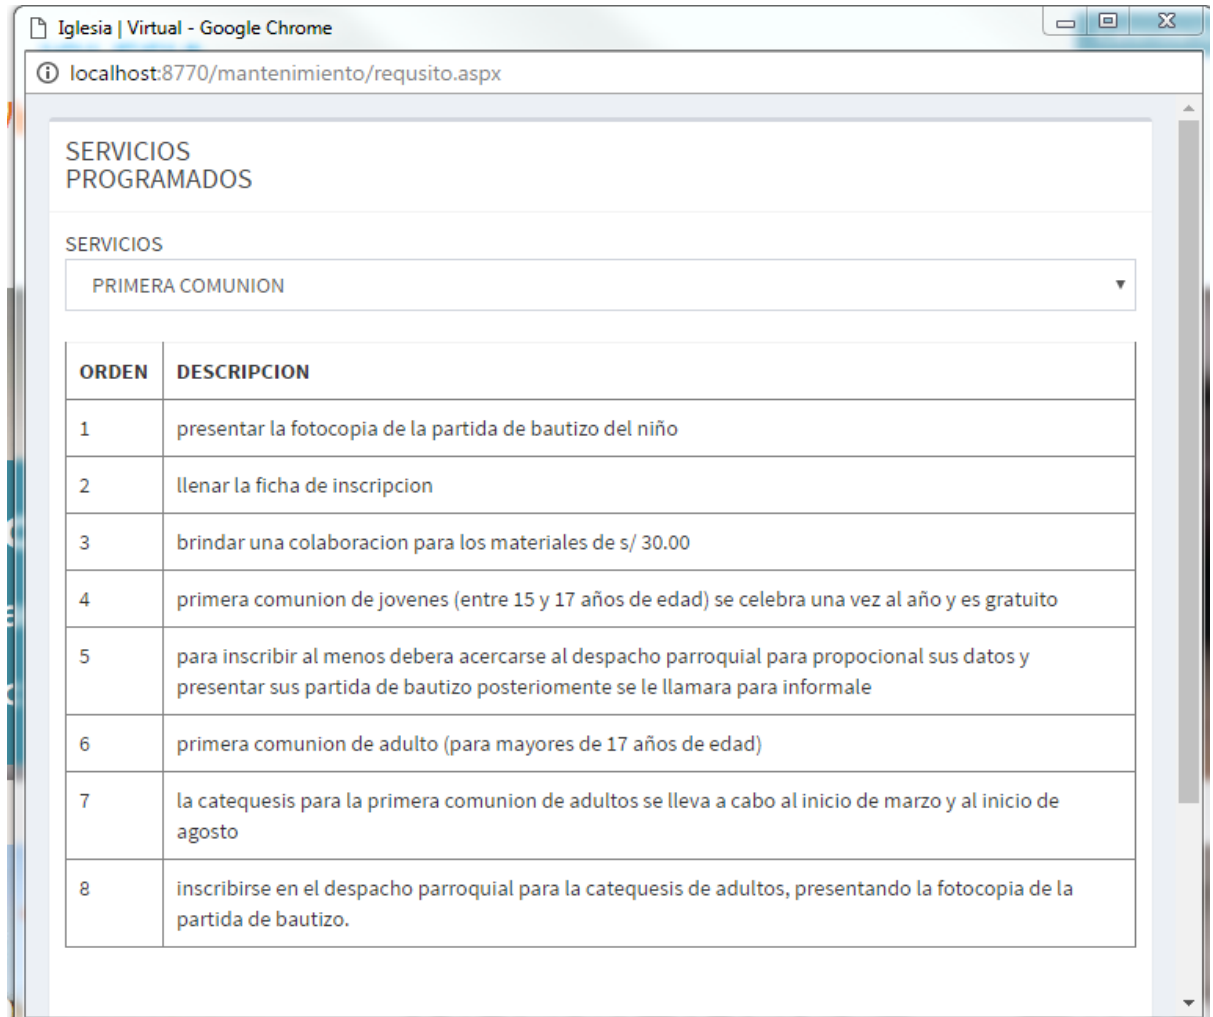 Iglesia | Virtual - Google Chrome
localhost:8770/mantenimiento/requsito.aspx
SERVICIOS
PROGRAMADOS
SERVICIOS
PRIMERA COMUNION
ORDEN DESCRIPCION
1 presentar la fotocopia de la partida de bautizo del niño
2 llenar la ficha de inscripcion
3 brindar una colaboracion para los materiales de s/ 30.00
4 primera comunion de jovenes (entre 15 y 17 años de edad) se celebra una vez al año y es gratuito
5 para inscribir al menos debera acercarse al despacho parroquial para propocional sus datos y
presentar sus partida de bautizo posteriomente se le llamara para informale
6 primera comunion de adulto (para mayores de 17 años de edad)
7 la catequesis para la primera comunion de adultos se lleva a cabo al inicio de marzo y al inicio de
agosto
8 inscribirse en el despacho parroquial para la catequesis de adultos, presentando la fotocopia de la
partida de bautizo.